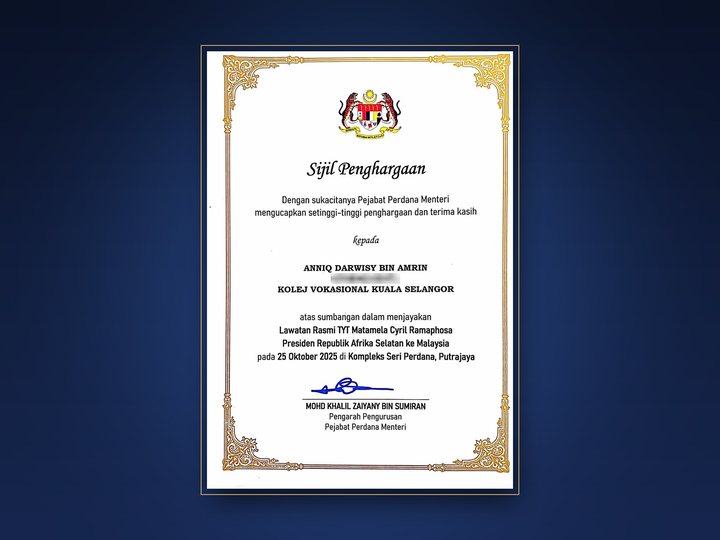 Sijil Penghargaan
Dengan sukacitanya Pejabat Perdana Menteri
mengucapkan setinggi-tinggi penghargaan dan terima kasih
kepada
ANNIQ DARWISY BIN AMRIN
KOLEJ VOKASIONAL KUALA SELANGOR
atas sumbangan dalam menjayakan
Lawatan Rasmi TYT Matamela Cyril Ramaphosa
Presiden Republik Afrika Selatan ke Malaysia
pada 25 Oktober 2025 di Kompleks Seri Perdana, Putrajaya
MOHD KHALIL ZAIYANY BIN SUMIRAN
Pengarah Pengurusan
Pejabat Perdana Menteri